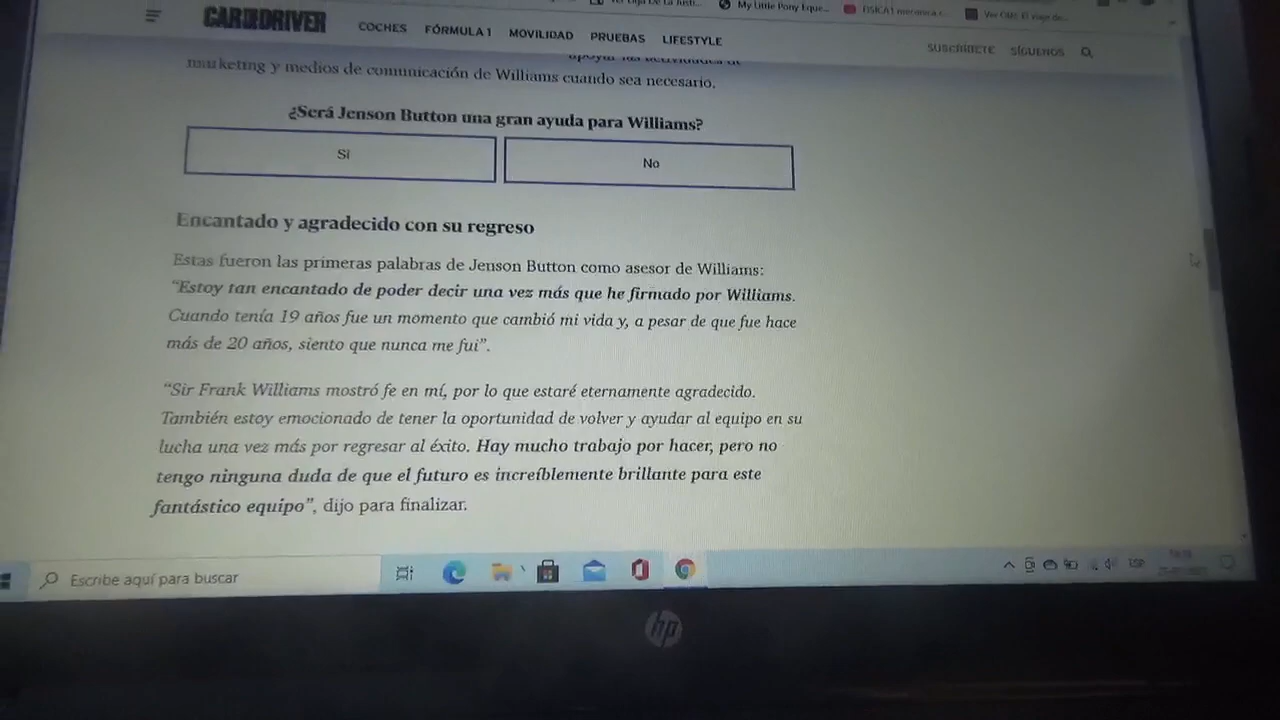 My Little Pony Eque...
CAR AND DRIVER
COCHES FÓRMULA 1 MOVILIDAD PRUEBAS LIFESTYLE
SUSCRÍBETE SÍGUENOS
marketing y medios de comunicación de Williams cuando sea necesario.
¿Será Jenson Button una gran ayuda para Williams?
Sí No
Encantado y agradecido con su regreso
Estas fueron las primeras palabras de Jenson Button como asesor de Williams:
“Estoy tan encantado de poder decir una vez más que he firmado por Williams.
Cuando tenía 19 años fue un momento que cambió mi vida y, a pesar de que fue hace
más de 20 años, siento que nunca me fui”.
“Sir Frank Williams mostró fe en mí, por lo que estaré eternamente agradecido.
También estoy emocionado de tener la oportunidad de volver y ayudar al equipo en su
lucha una vez más por regresar al éxito. Hay mucho trabajo por hacer, pero no
tengo ninguna duda de que el futuro es increíblemente brillante para este
fantástico equipo”, dijo para finalizar.
Escribe aquí para buscar
ESP
hp